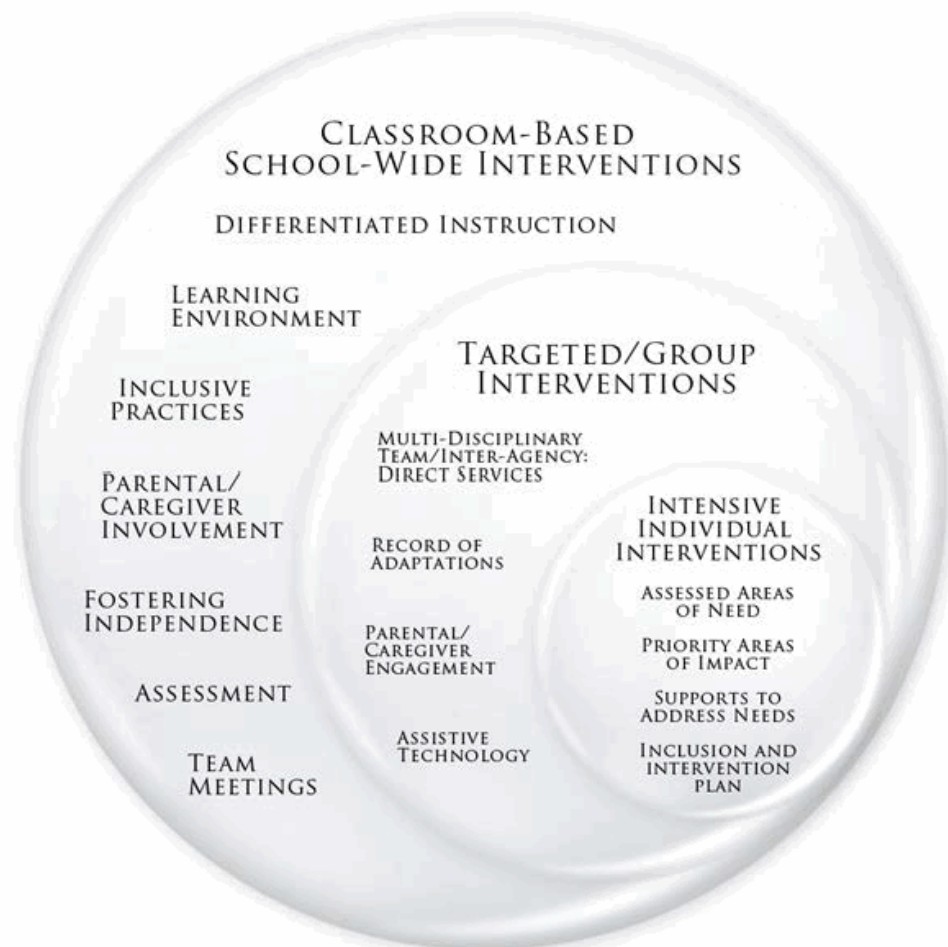 CLASSROOM-BASED
SCHOOL-WIDE INTERVENTIONS
DIFFERENTIATED INSTRUCTION
LEARNING
ENVIRONMENT
INCLUSIVE
PRACTICES
PARENTAL/
CAREGIVER
INVOLVEMENT
FOSTERING
INDEPENDENCE
ASSESSMENT
TEAM
MEETINGS
TARGETED/GROUP
INTERVENTIONS
MULTI-DISCIPLINARY
TEAM/INTER-AGENCY:
DIRECT SERVICES
RECORD OF
ADAPTATIONS
PARENTAL/
CAREGIVER
ENGAGEMENT
ASSISTIVE
TECHNOLOGY
INTENSIVE
INDIVIDUAL
INTERVENTIONS
ASSESSED AREAS
OF NEED
PRIORITY AREAS
OF IMPACT
SUPPORTS TO
ADDRESS NEEDS
INCLUSION AND
INTERVENTION
PLAN